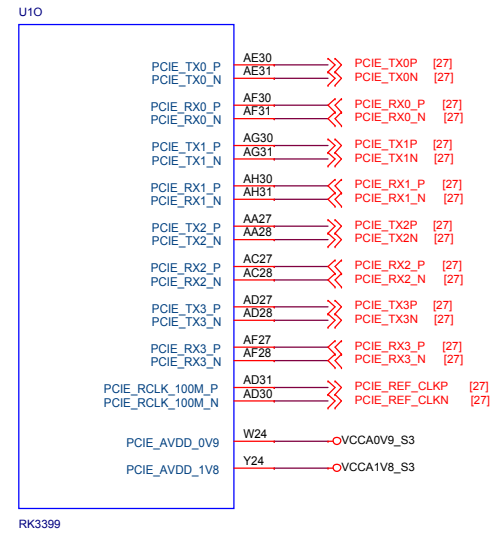 U1O
PCIE_TX0_P AE30 PCIE_TX0P [27]
PCIE_TX0_N AE31 PCIE_TX0N [27]
PCIE_RX0_P AF30 PCIE_RX0_P [27]
PCIE_RX0_N AF31 PCIE_RX0_N [27]
PCIE_TX1_P AG30 PCIE_TX1P [27]
PCIE_TX1_N AG31 PCIE_TX1N [27]
PCIE_RX1_P AH30 PCIE_RX1_P [27]
PCIE_RX1_N AH31 PCIE_RX1_N [27]
PCIE_TX2_P AA27 PCIE_TX2P [27]
PCIE_TX2_N AA28 PCIE_TX2N [27]
PCIE_RX2_P AC27 PCIE_RX2_P [27]
PCIE_RX2_N AC28 PCIE_RX2_N [27]
PCIE_TX3_P AD27 PCIE_TX3P [27]
PCIE_TX3_N AD28 PCIE_TX3N [27]
PCIE_RX3_P AF27 PCIE_RX3_P [27]
PCIE_RX3_N AF28 PCIE_RX3_N [27]
PCIE_RCLK_100M_P AD31 PCIE_REF_CLKP [27]
PCIE_RCLK_100M_N AD30 PCIE_REF_CLKN [27]
PCIE_AVDD_0V9 W24 VCCA0V9_S3
PCIE_AVDD_1V8 Y24 VCCA1V8_S3
RK3399